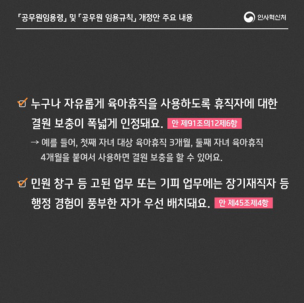 「공무원임용령」 및 「공무원 임용규칙」 개정안 주요 내용
인사혁신처
누구나 자유롭게 육아휴직을 사용하도록 휴직자에 대한
결원 보충이 폭넓게 인정돼요. 안 제91조의12제6항
→ 예를 들어, 첫째 자녀 대상 육아휴직 3개월, 둘째 자녀 육아휴직
4개월을 붙여서 사용하면 결원 보충을 할 수 있어요.
민원 창구 등 고된 업무 또는 기피 업무에는 장기재직자 등
행정 경험이 풍부한 자가 우선 배치돼요. 안 제45조제4항